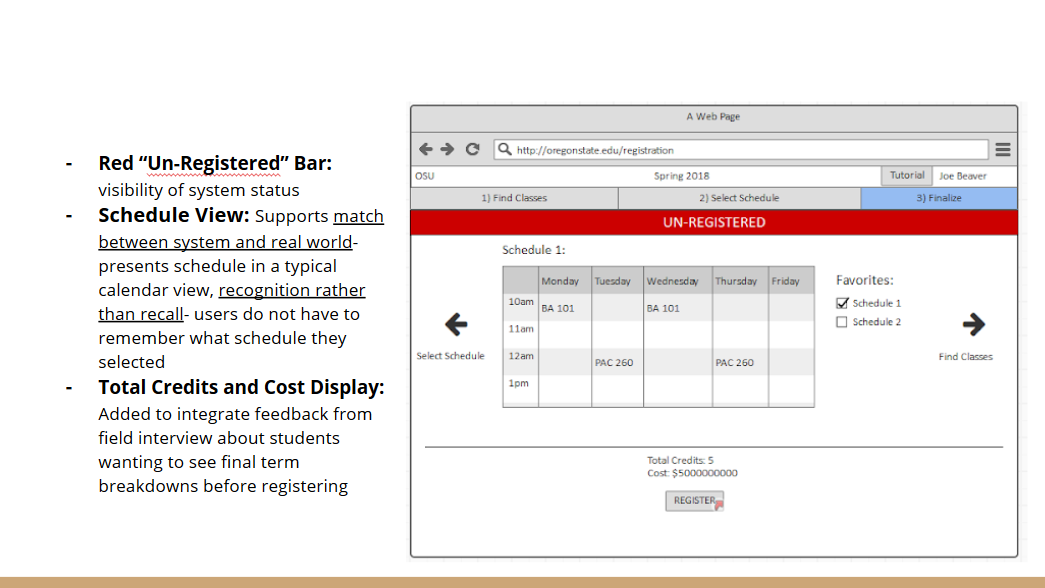 - Red “Un-Registered” Bar:
visibility of system status
- Schedule View: Supports match
between system and real world-
presents schedule in a typical
calendar view, recognition rather
than recall- users do not have to
remember what schedule they
selected
- Total Credits and Cost Display:
Added to integrate feedback from
field interview about students
wanting to see final term
breakdowns before registering
A Web Page
http://oregonstate.edu/registration
OSU Spring 2018 Tutorial Joe Beaver
1) Find Classes 2) Select Schedule 3) Finalize
UN-REGISTERED
Schedule 1:
Monday Tuesday Wednesday Thursday Friday
10am BA 101 BA 101
11am
12am PAC 260 PAC 260
1pm
Select Schedule
Favorites:
Schedule 1
Schedule 2
Find Classes
Total Credits: 5
Cost: $5000000000
REGISTER